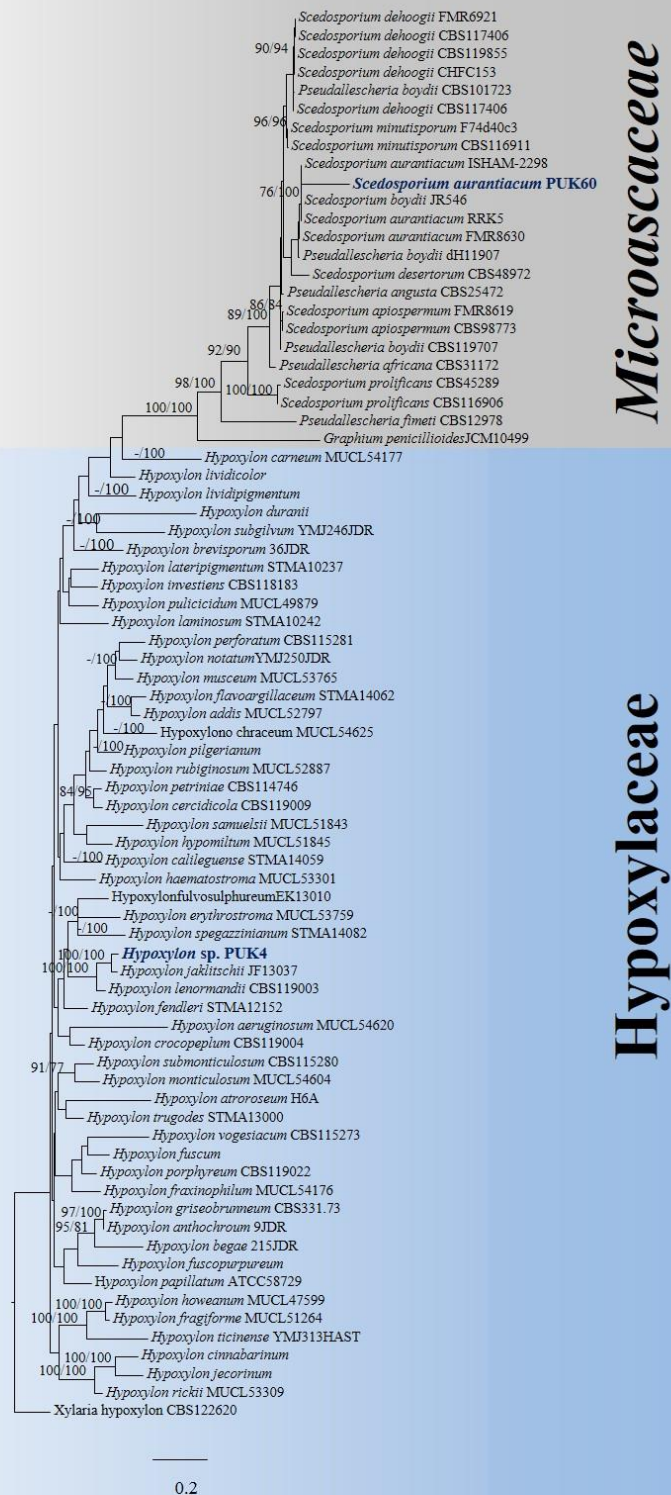 Scedosporium dehoogii FMR6921
Scedosporium dehoogii CBS117406
90/94
Scedosporium dehoogii CBS119855
Scedosporium dehoogii CHFC153
Pseudallescheria boydii CBS101723
Scedosporium dehoogii CBS117406
96/96
Scedosporium minutisporum F74d40c3
Scedosporium minutisporum CBS116911
Scedosporium aurantiacum ISHAM-2298
Scedosporium aurantiacum PUK60
76/100
Scedosporium boydii JR546
Scedosporium aurantiacum RRK5
Scedosporium aurantiacum FMR8630
Pseudallescheria boydii dH11907
Scedosporium desertorum CBS48972
Pseudallescheria angusta CBS25472
86/84
Scedosporium apiospermum FMR8619
89/100
Scedosporium apiospermum CBS98773
Pseudallescheria boydii CBS119707
92/90
Pseudallescheria africana CBS31172
98/100
Scedosporium prolificans CBS45289
100/100
Scedosporium prolificans CBS116906
100/100
Pseudallescheria fimeti CBS12978
Graphium penicillioidesJCM10499
Microascaceae
-/100
Hypoxylon carneum MUCL54177
Hypoxylon lividicolor
-/100
Hypoxylon lividipigmentum
Hypoxylon duranii
-/100
Hypoxylon subgilvum YMJ246JDR
-/100
Hypoxylon brevisporum 36JDR
Hypoxylon lateripigmentum STMA10237
Hypoxylon investiens CBS118183
Hypoxylon pulicicidum MUCL49879
Hypoxylon laminosum STMA10242
Hypoxylon perforatum CBS115281
-/100
Hypoxylon notatumYMJ250JDR
Hypoxylon musceum MUCL53765
Hypoxylon flavoargillaceum STMA14062
-/100
Hypoxylon addis MUCL52797
-/100
Hypoxylono chraceum MUCL54625
-/100
Hypoxylon pilgerianum
Hypoxylon rubiginosum MUCL52887
84/95
Hypoxylon petriniae CBS114746
Hypoxylon cercidicola CBS119009
Hypoxylon samuelsii MUCL51843
Hypoxylon hypomiltum MUCL51845
-/100
Hypoxylon calileguense STMA14059
Hypoxylon haematostroma MUCL53301
HypoxylonfulvosulphureumEK13010
-/100
Hypoxylon erythrostroma MUCL53759
-/100
Hypoxylon spegazzinianum STMA14082
100/100
Hypoxylon sp. PUK4
100/100
Hypoxylon jaklitschii JF13037
Hypoxylon lenormandii CBS119003
Hypoxylon fendleri STMA12152
Hypoxylon aeruginosum MUCL54620
Hypoxylon crocopeplum CBS119004
91/77
Hypoxylon submonticulosum CBS115280
Hypoxylon monticulosum MUCL54604
Hypoxylon atroroseum H6A
Hypoxylon trugodes STMA13000
Hypoxylon vogesiacum CBS115273
Hypoxylon fuscum
Hypoxylon porphyreum CBS119022
Hypoxylon fraxinophilum MUCL54176
97/100
Hypoxylon griseobrunneum CBS331.73
95/81
Hypoxylon anthochroum 9JDR
Hypoxylon begae 215JDR
Hypoxylon fuscopurpureum
Hypoxylon papillatum ATCC58729
100/100
Hypoxylon howeanum MUCL47599
100/100
Hypoxylon fragiforme MUCL51264
Hypoxylon ticinense YMJ313HAST
100/100
Hypoxylon cinnabarinum
100/100
Hypoxylon jecorinum
Hypoxylon rickii MUCL53309
Xylaria hypoxylon CBS122620
Hypoxylaceae
0.2